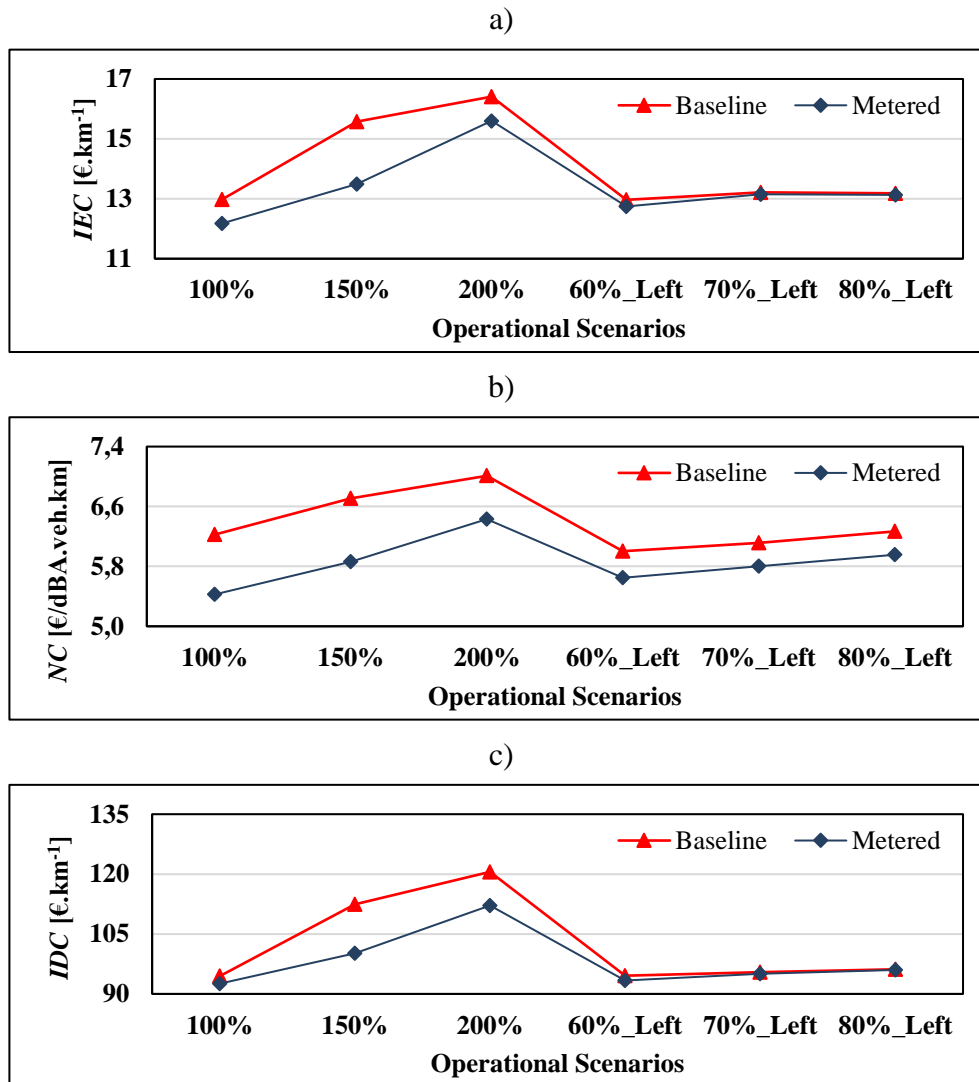 a)
17
15
13
11
IEC [€.km-1]
Baseline Metered
100% 150% 200% 60%_Left 70%_Left 80%_Left
Operational Scenarios
b)
7,4
6,6
5,8
5,0
NC [€/dBA.veh.km]
Baseline Metered
100% 150% 200% 60%_Left 70%_Left 80%_Left
Operational Scenarios
c)
135
120
105
90
IDC [€.km-1]
Baseline Metered
100% 150% 200% 60%_Left 70%_Left 80%_Left
Operational Scenarios